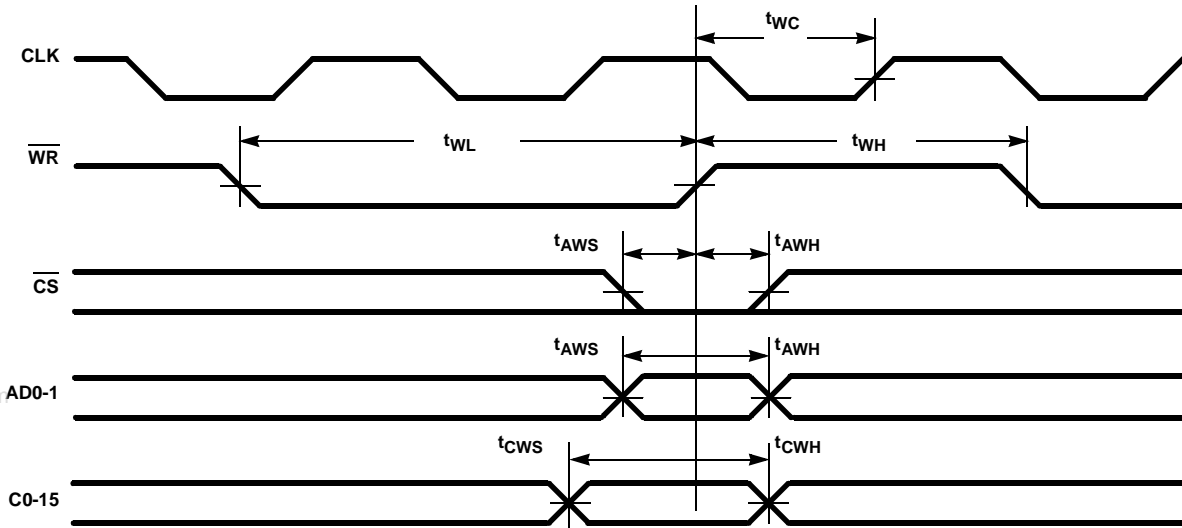 tWC
CLK
tWL
tWH
WR
tAWS
tAWH
CS
tAWS
tAWH
AD0-1
tCWS
tCWH
C0-15